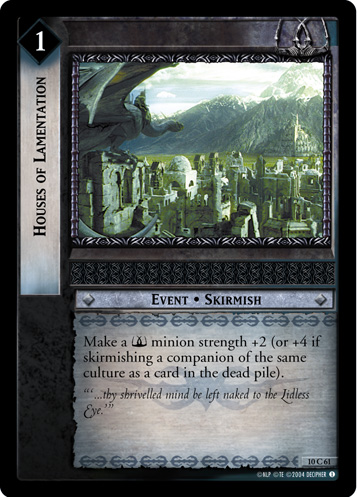 1
HOUSES OF LAMENTATION
EVENT • SKIRMISH
Make a minion strength +2 (or +4 if
skirmishing a companion of the same
culture as a card in the dead pile).
“‘...thy shrivelled mind be left naked to the Lidless
Eye.’”
10 C 61
©NLP ©TE ©2004 DECIPHER